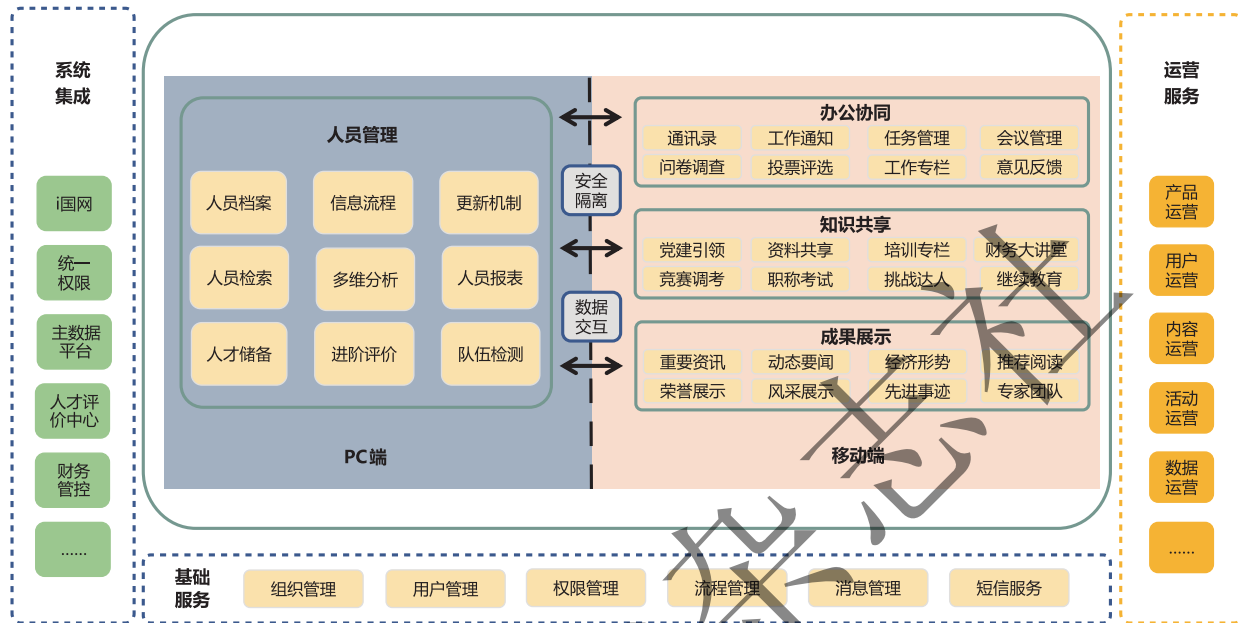 系统
集成
i国网
统一
权限
主数据
平台
人才评
价中心
财务
管控
……
人员管理
人员档案 信息流程 更新机制
人员检索 多维分析 人员报表
人才储备 进阶评价 队伍检测
PC端
安全
隔离
数据
交互
办公协同
通讯录 工作通知 任务管理 会议管理
问卷调查 投票评选 工作专栏 意见反馈
知识共享
党建引领 资料共享 培训专栏 财务大讲堂
竞赛调考 职称考试 挑战达人 继续教育
成果展示
重要资讯 动态要闻 经济形势 推荐阅读
荣誉展示 风采展示 先进事迹 专家团队
移动端
运营
服务
产品
运营
用户
运营
内容
运营
活动
运营
数据
运营
……
基础
服务
组织管理 用户管理 权限管理 流程管理 消息管理 短信服务
杂志社